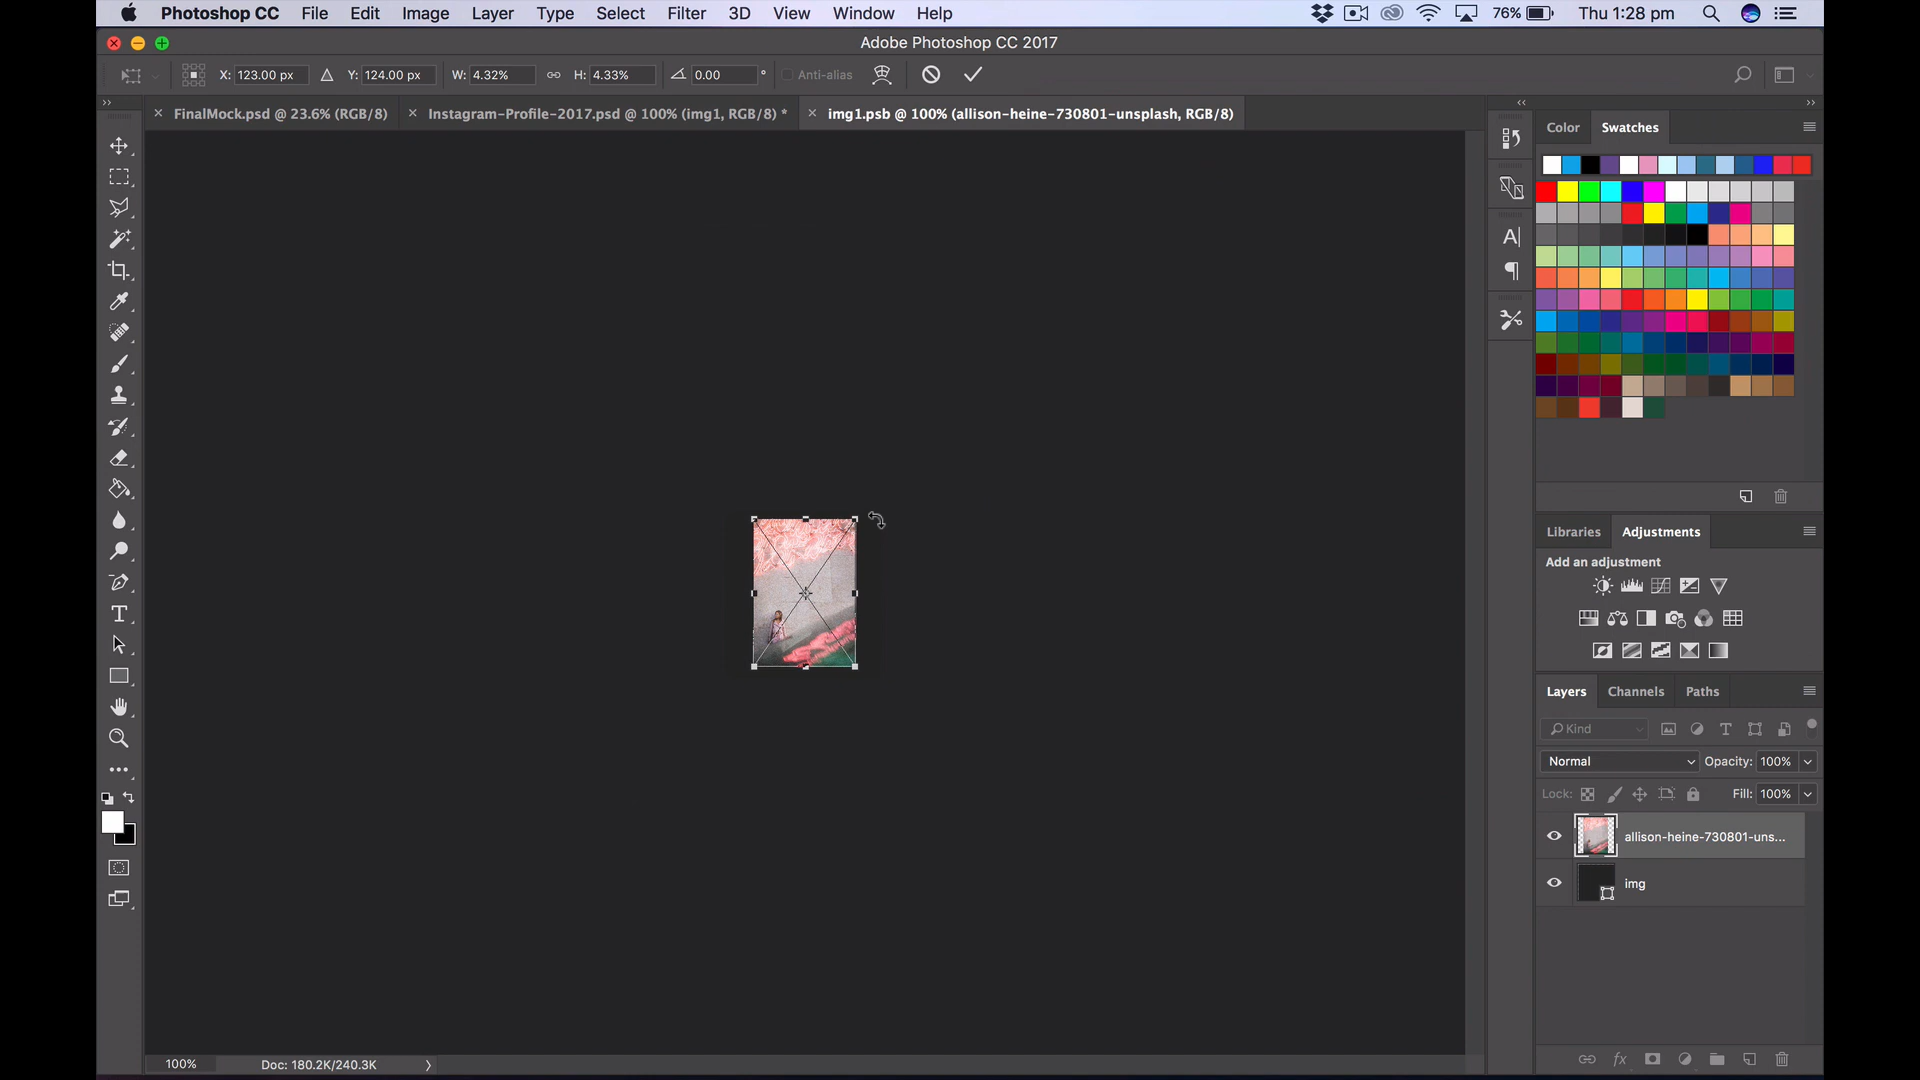 Photoshop CC File Edit Image Layer Type Select Filter 3D View Window Help 76% Thu 1:28 pm
Adobe Photoshop CC 2017
X: 123.00 px Y: 124.00 px W: 4.32% H: 4.33% 0.00 ° Anti-alias
FinalMock.psd @ 23.6% (RGB/8) Instagram-Profile-2017.psd @ 100% (img1, RGB/8) * img1.psb @ 100% (allison-heine-730801-unsplash, RGB/8)
Color Swatches
Libraries Adjustments
Add an adjustment
Layers Channels Paths
Kind
Normal Opacity: 100%
Lock: Fill: 100%
allison-heine-730801-uns...
img
100% Doc: 180.2K/240.3K